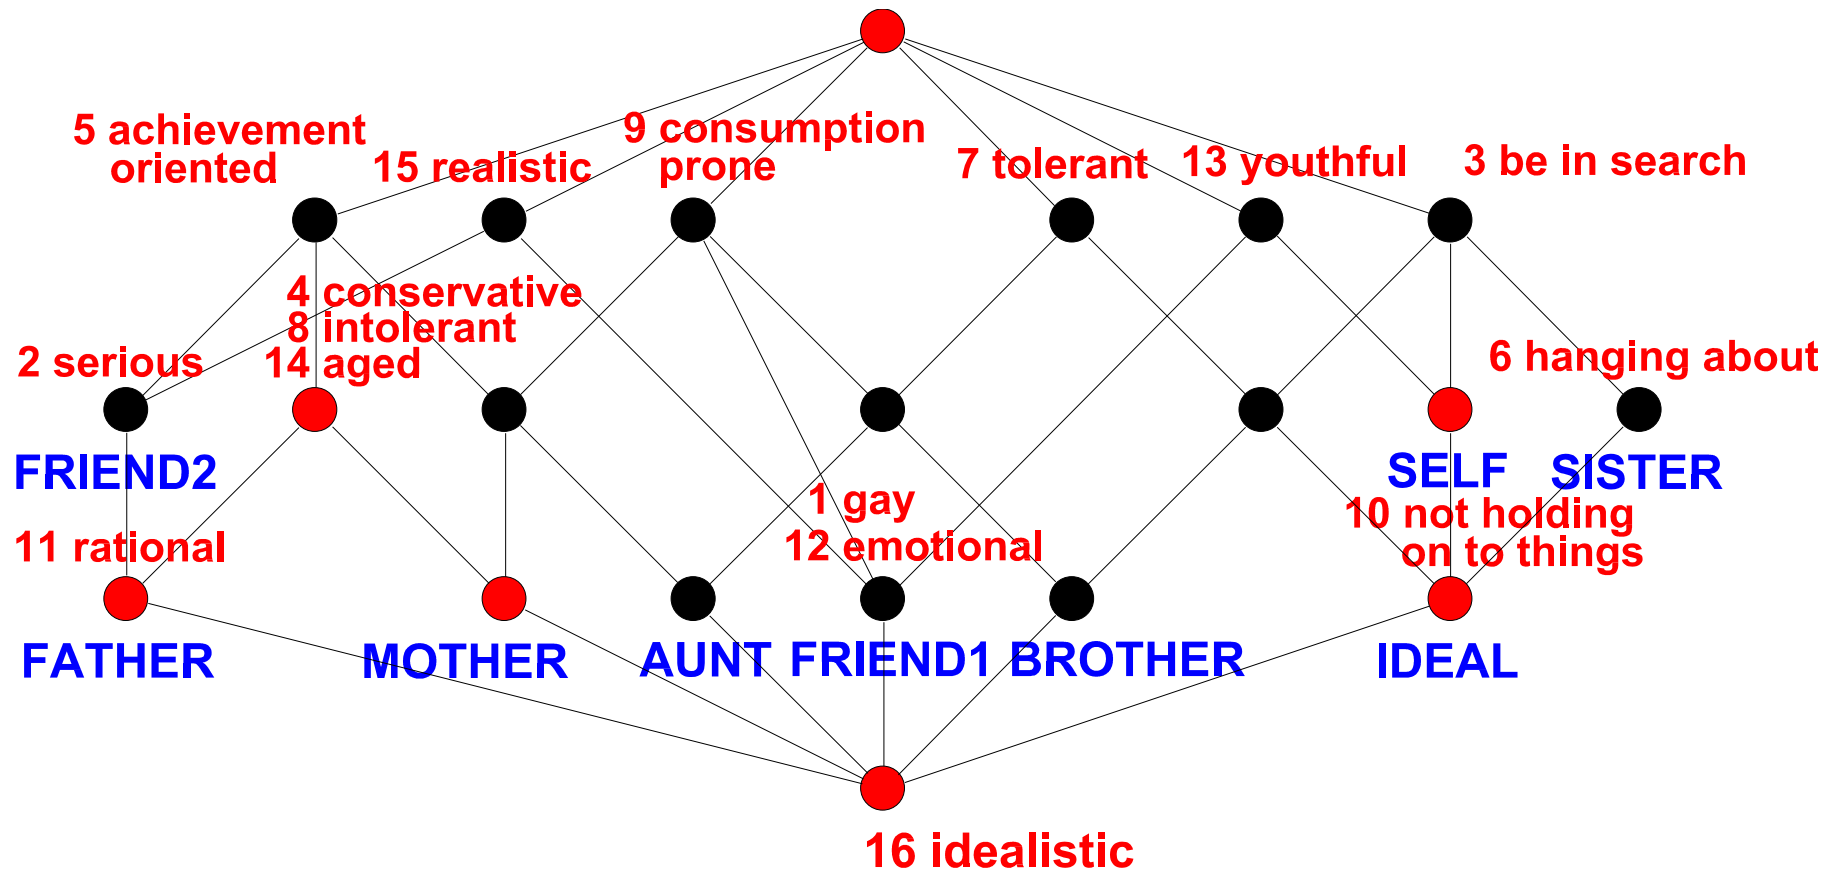 5 achievement
oriented
15 realistic
9 consumption
prone
7 tolerant
13 youthful
3 be in search
4 conservative
8 intolerant
14 aged
2 serious
6 hanging about
FRIEND2
SELF
SISTER
1 gay
12 emotional
10 not holding
on to things
11 rational
FATHER
MOTHER
AUNT
FRIEND1
BROTHER
IDEAL
16 idealistic